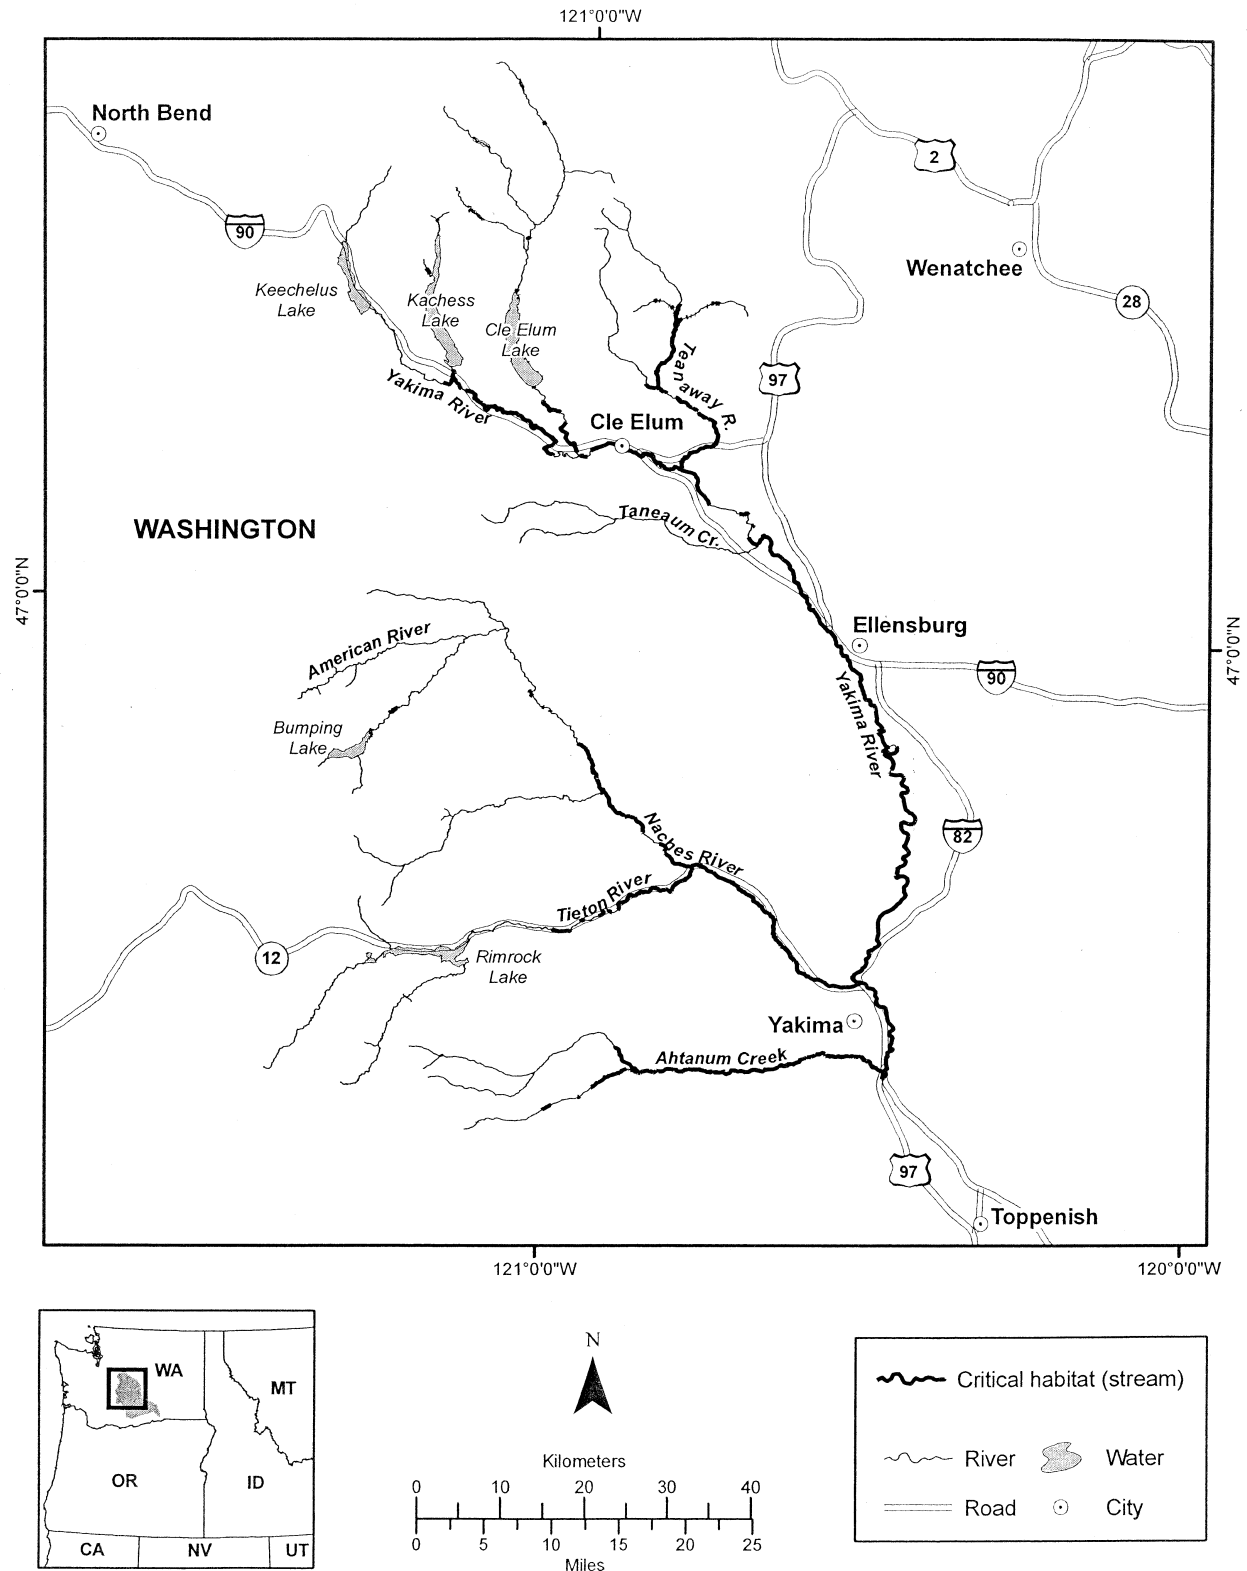 121°0'0"W
North Bend
2
90
Wenatchee
Keechelus
Lake
Kachess
Lake
28
Cle Elum
Lake
Teanaway R.
97
Yakima River
Cle Elum
WASHINGTON
Taneaum Cr.
47°0'0"N
47°0'0"N
Ellensburg
American River
90
Yakima River
Bumping
Lake
82
Naches River
Tieton River
12
Rimrock
Lake
Yakima
Ahtanum Creek
97
Toppenish
121°0'0"W
120°0'0"W
WA
MT
OR
ID
CA
NV
UT
N
Kilometers
0 10 20 30 40
0 5 10 15 20 25
Miles
Critical habitat (stream)
River
Water
Road
City